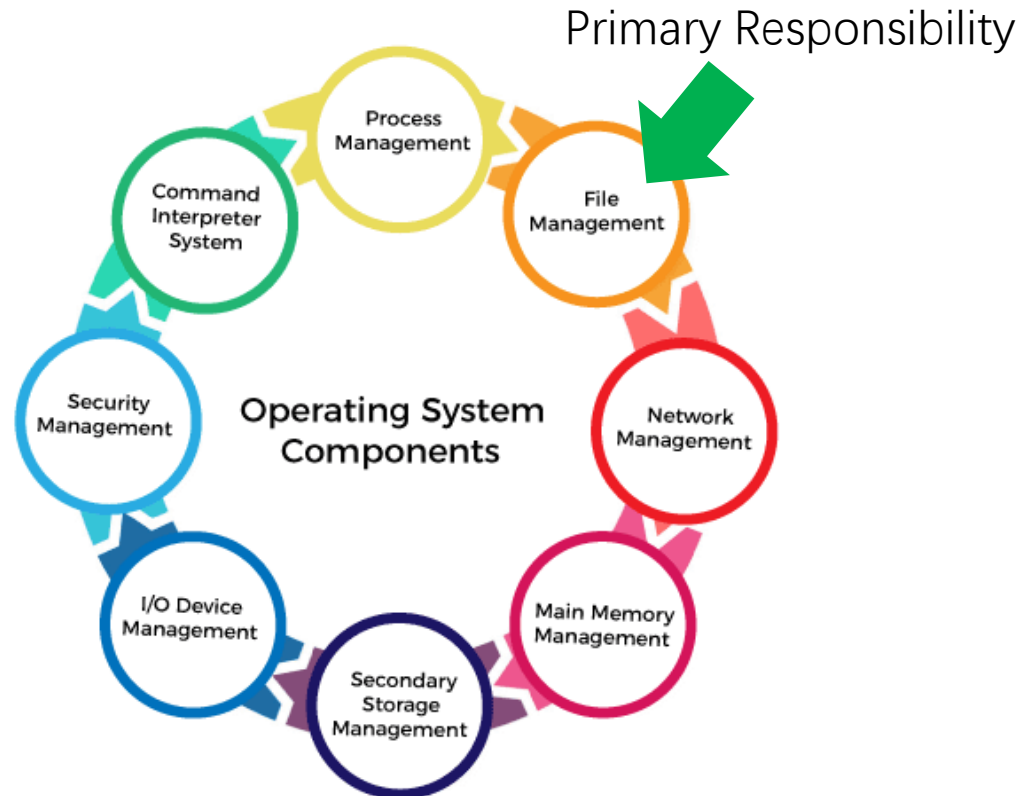 Primary Responsibility
Process
Management
File
Management
Network
Management
Main Memory
Management
Secondary
Storage
Management
I/O Device
Management
Security
Management
Command
Interpreter
System
Operating System
Components